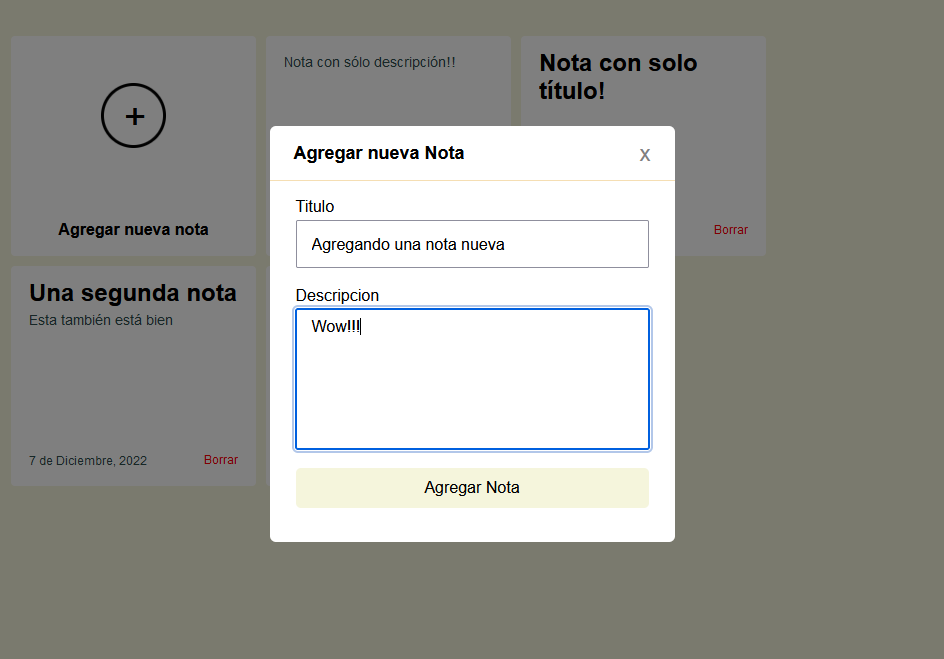 +
Agregar nueva nota
Nota con sólo descripción!!
Nota con solo
título!
Borrar
Una segunda nota
Esta también está bien
7 de Diciembre, 2022
Borrar
Agregar nueva Nota
X
Titulo
Agregando una nota nueva
Descripcion
Wow!!!
Agregar Nota